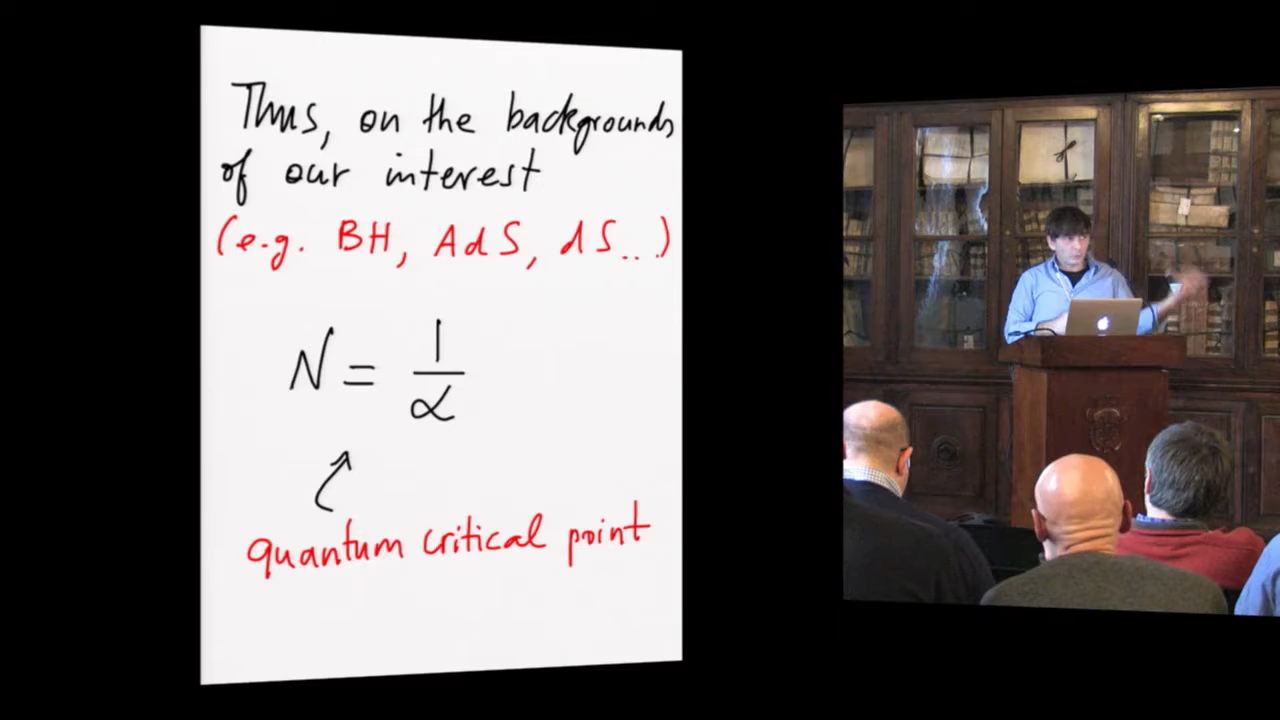 Thus, on the backgrounds
of our interest
(e.g. BH, AdS, dS...)
N = 1/α
quantum critical point